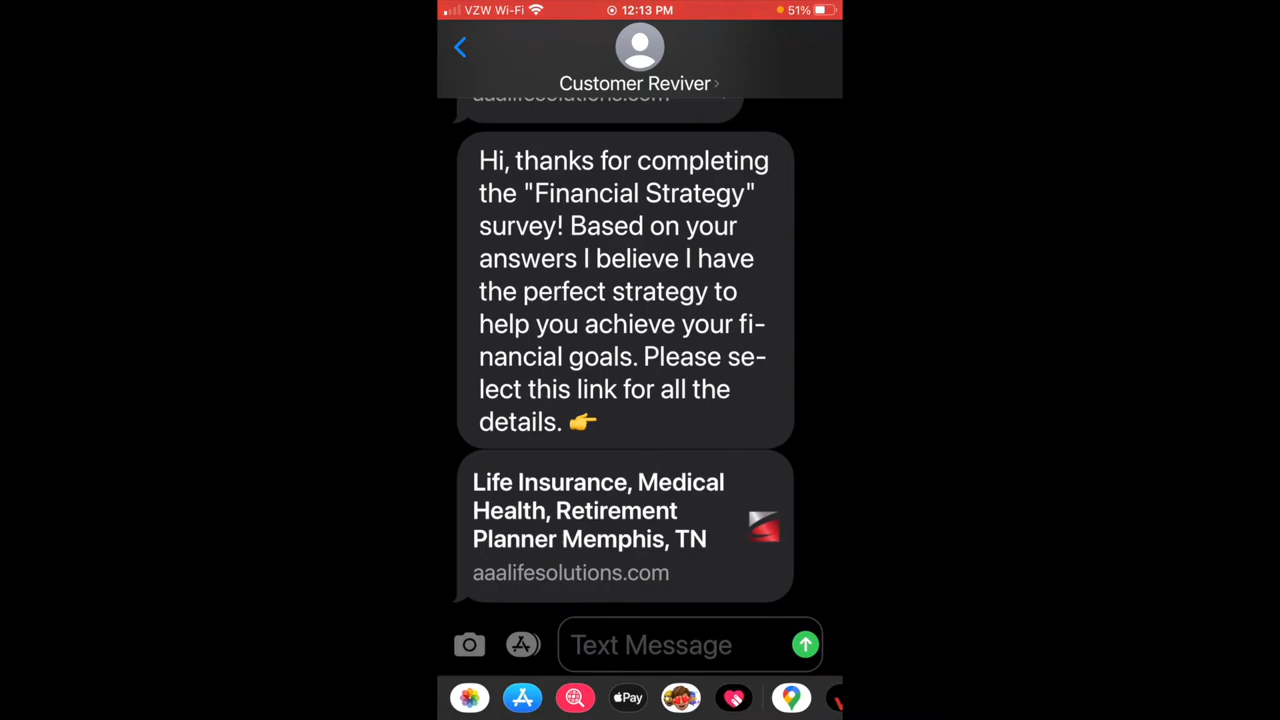 VZW Wi-Fi 12:13 PM 51%
Customer Reviver
aaalifesolutions.com
Hi, thanks for completing
the "Financial Strategy"
survey! Based on your
answers I believe I have
the perfect strategy to
help you achieve your fi-
nancial goals. Please se-
lect this link for all the
details. 👉
Life Insurance, Medical
Health, Retirement
Planner Memphis, TN
aaalifesolutions.com
Text Message
Pay